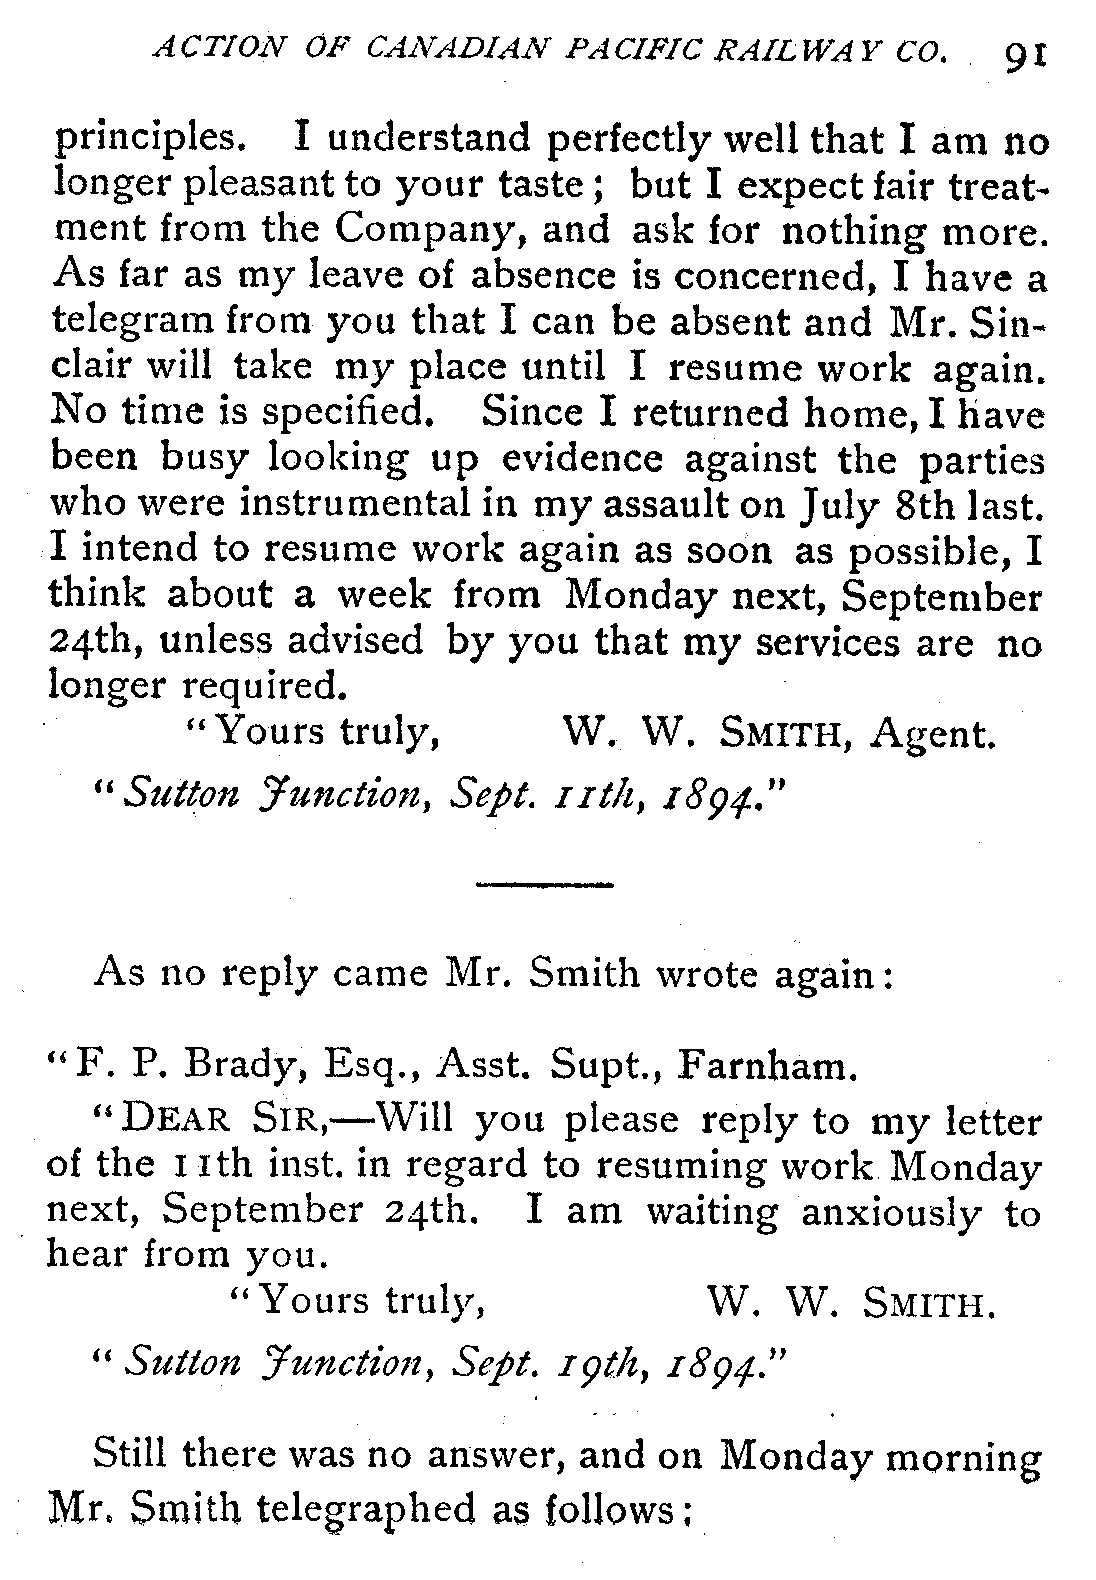 ACTION OF CANADIAN PACIFIC RAILWAY CO. 91
principles. I understand perfectly well that I am no
longer pleasant to your taste; but I expect fair treat-
ment from the Company, and ask for nothing more.
As far as my leave of absence is concerned, I have a
telegram from you that I can be absent and Mr. Sin-
clair will take my place until I resume work again.
No time is specified. Since I returned home, I have
been busy looking up evidence against the parties
who were instrumental in my assault on July 8th last.
I intend to resume work again as soon as possible, I
think about a week from Monday next, September
24th, unless advised by you that my services are no
longer required.
"Yours truly, W. W. SMITH, Agent.
"Sutton Junction, Sept. 11th, 1894."
As no reply came Mr. Smith wrote again:
"F. P. Brady, Esq., Asst. Supt., Farnham.
"DEAR SIR,—Will you please reply to my letter
of the 11th inst. in regard to resuming work Monday
next, September 24th. I am waiting anxiously to
hear from you.
"Yours truly, W. W. SMITH.
"Sutton Junction, Sept. 19th, 1894."
Still there was no answer, and on Monday morning
Mr. Smith telegraphed as follows: